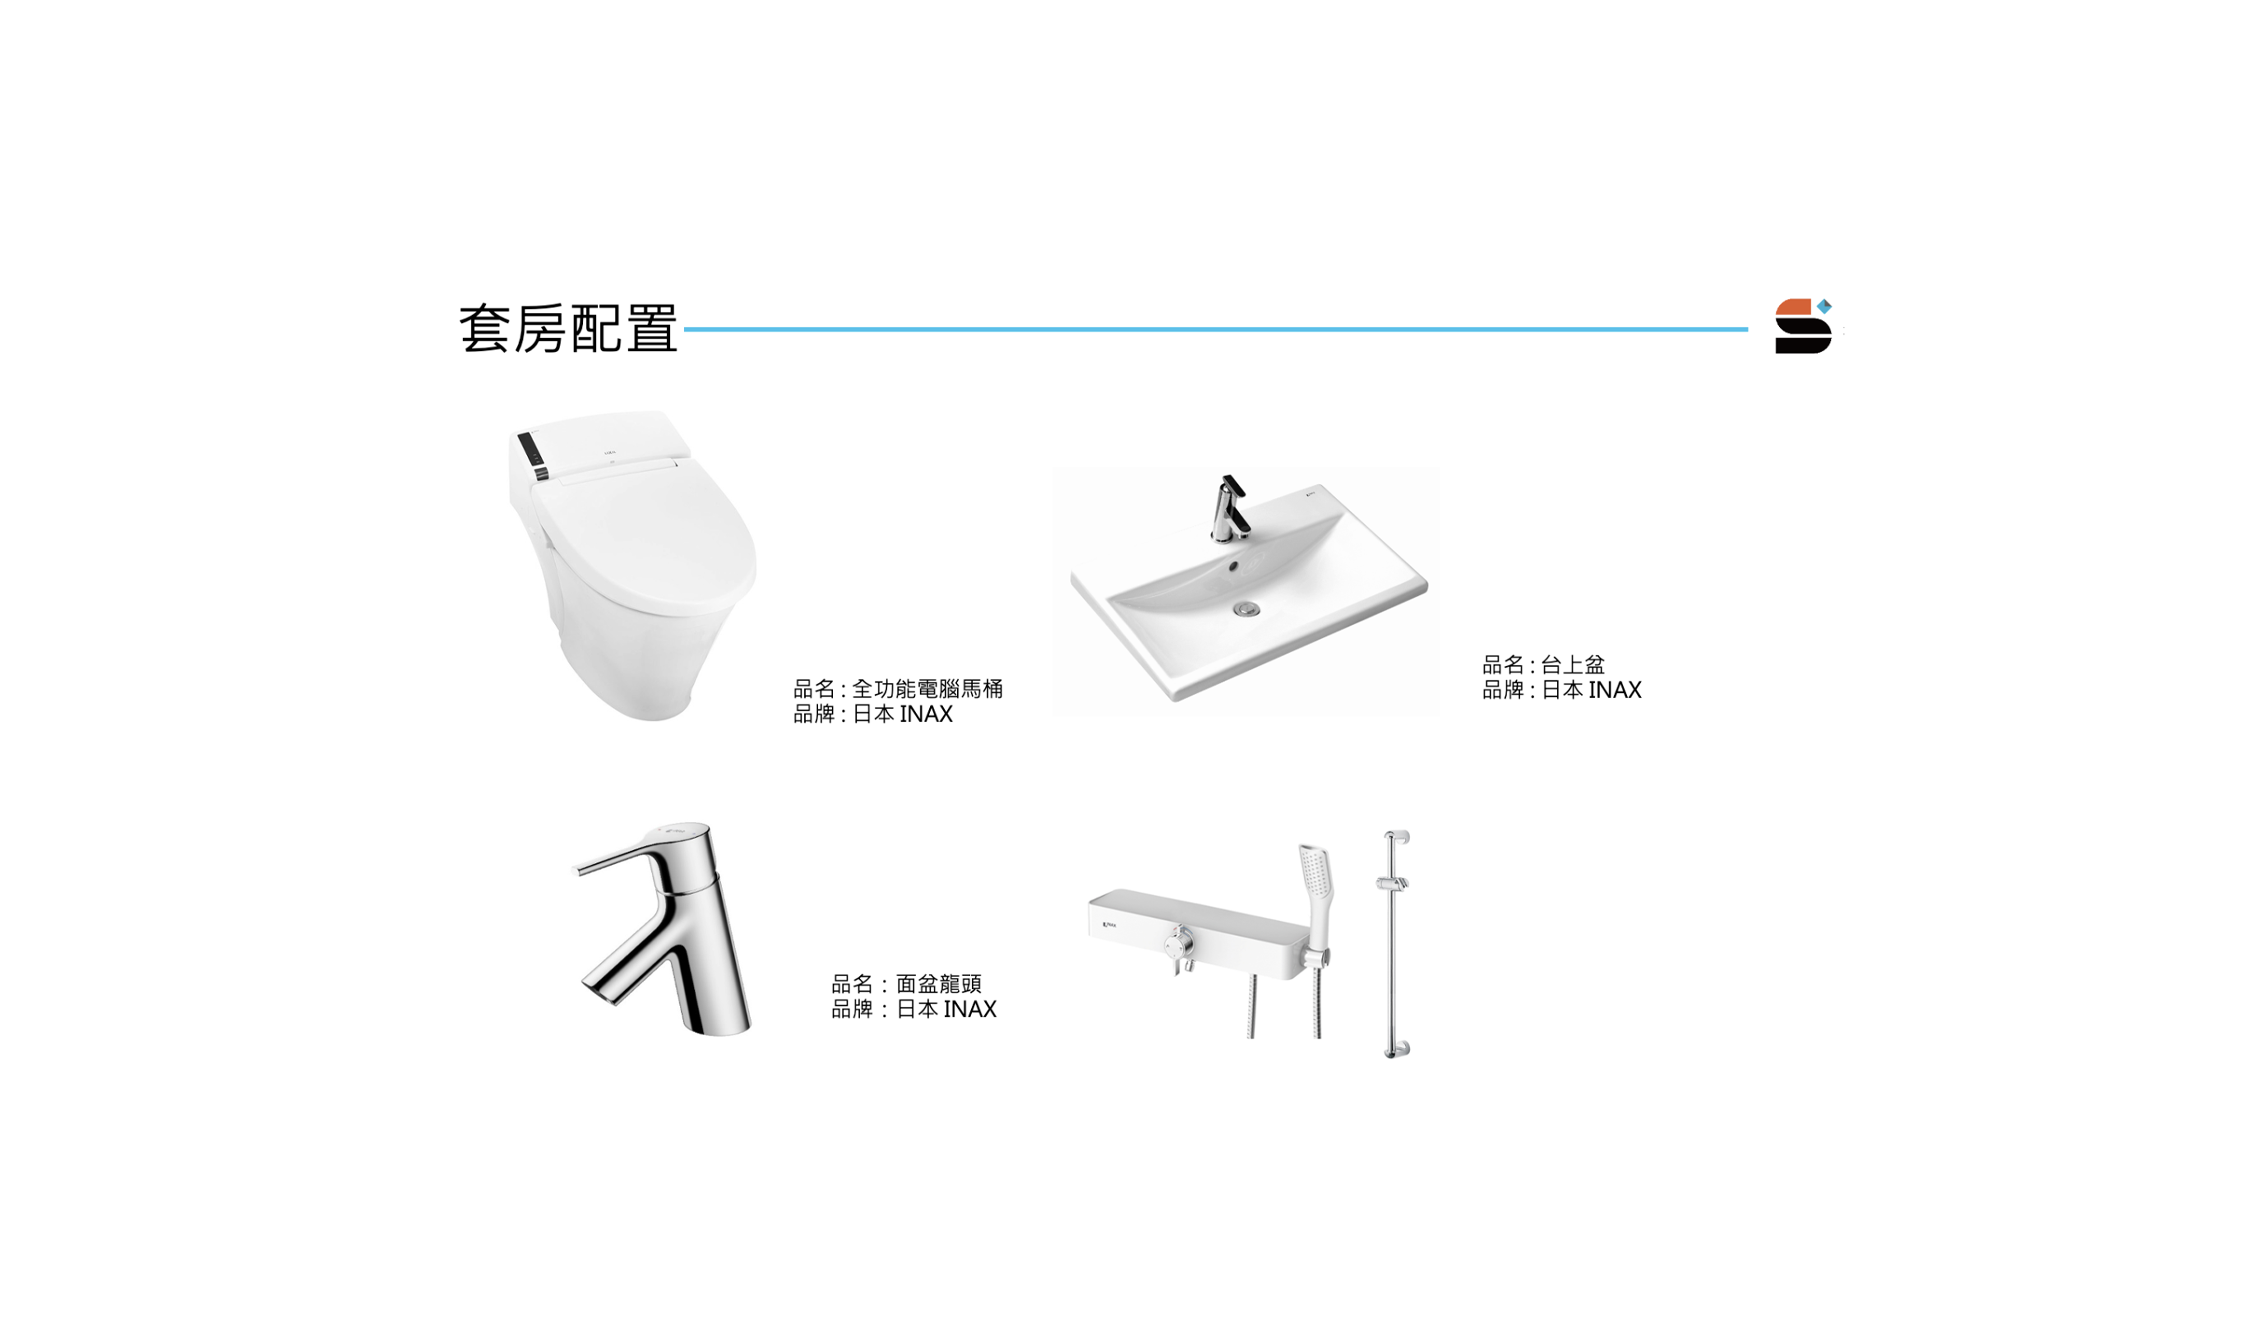 套房配置
品名 : 全功能電腦馬桶
品牌 : 日本 INAX
品名 : 台上盆
品牌 : 日本 INAX
品名：面盆龍頭
品牌：日本 INAX
INAX